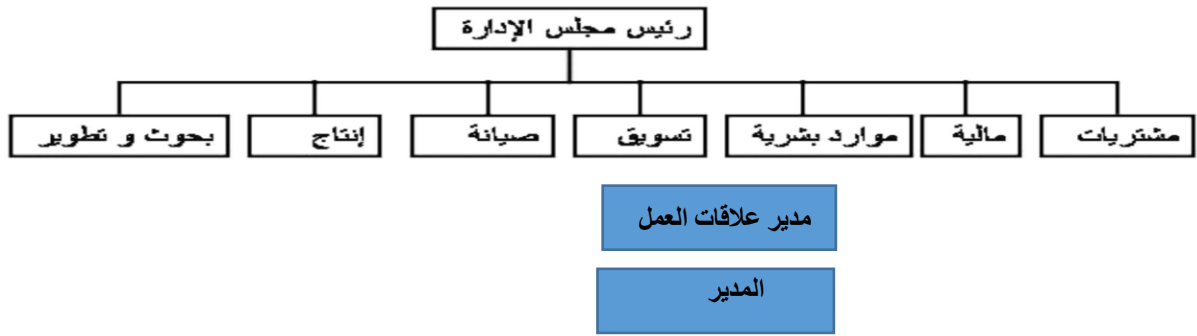 رئيس مجلس الإدارة
مشتريات
مالية
موارد بشرية
تسويق
صيانة
إنتاج
بحوث و تطوير
مدير علاقات العمل
المدير